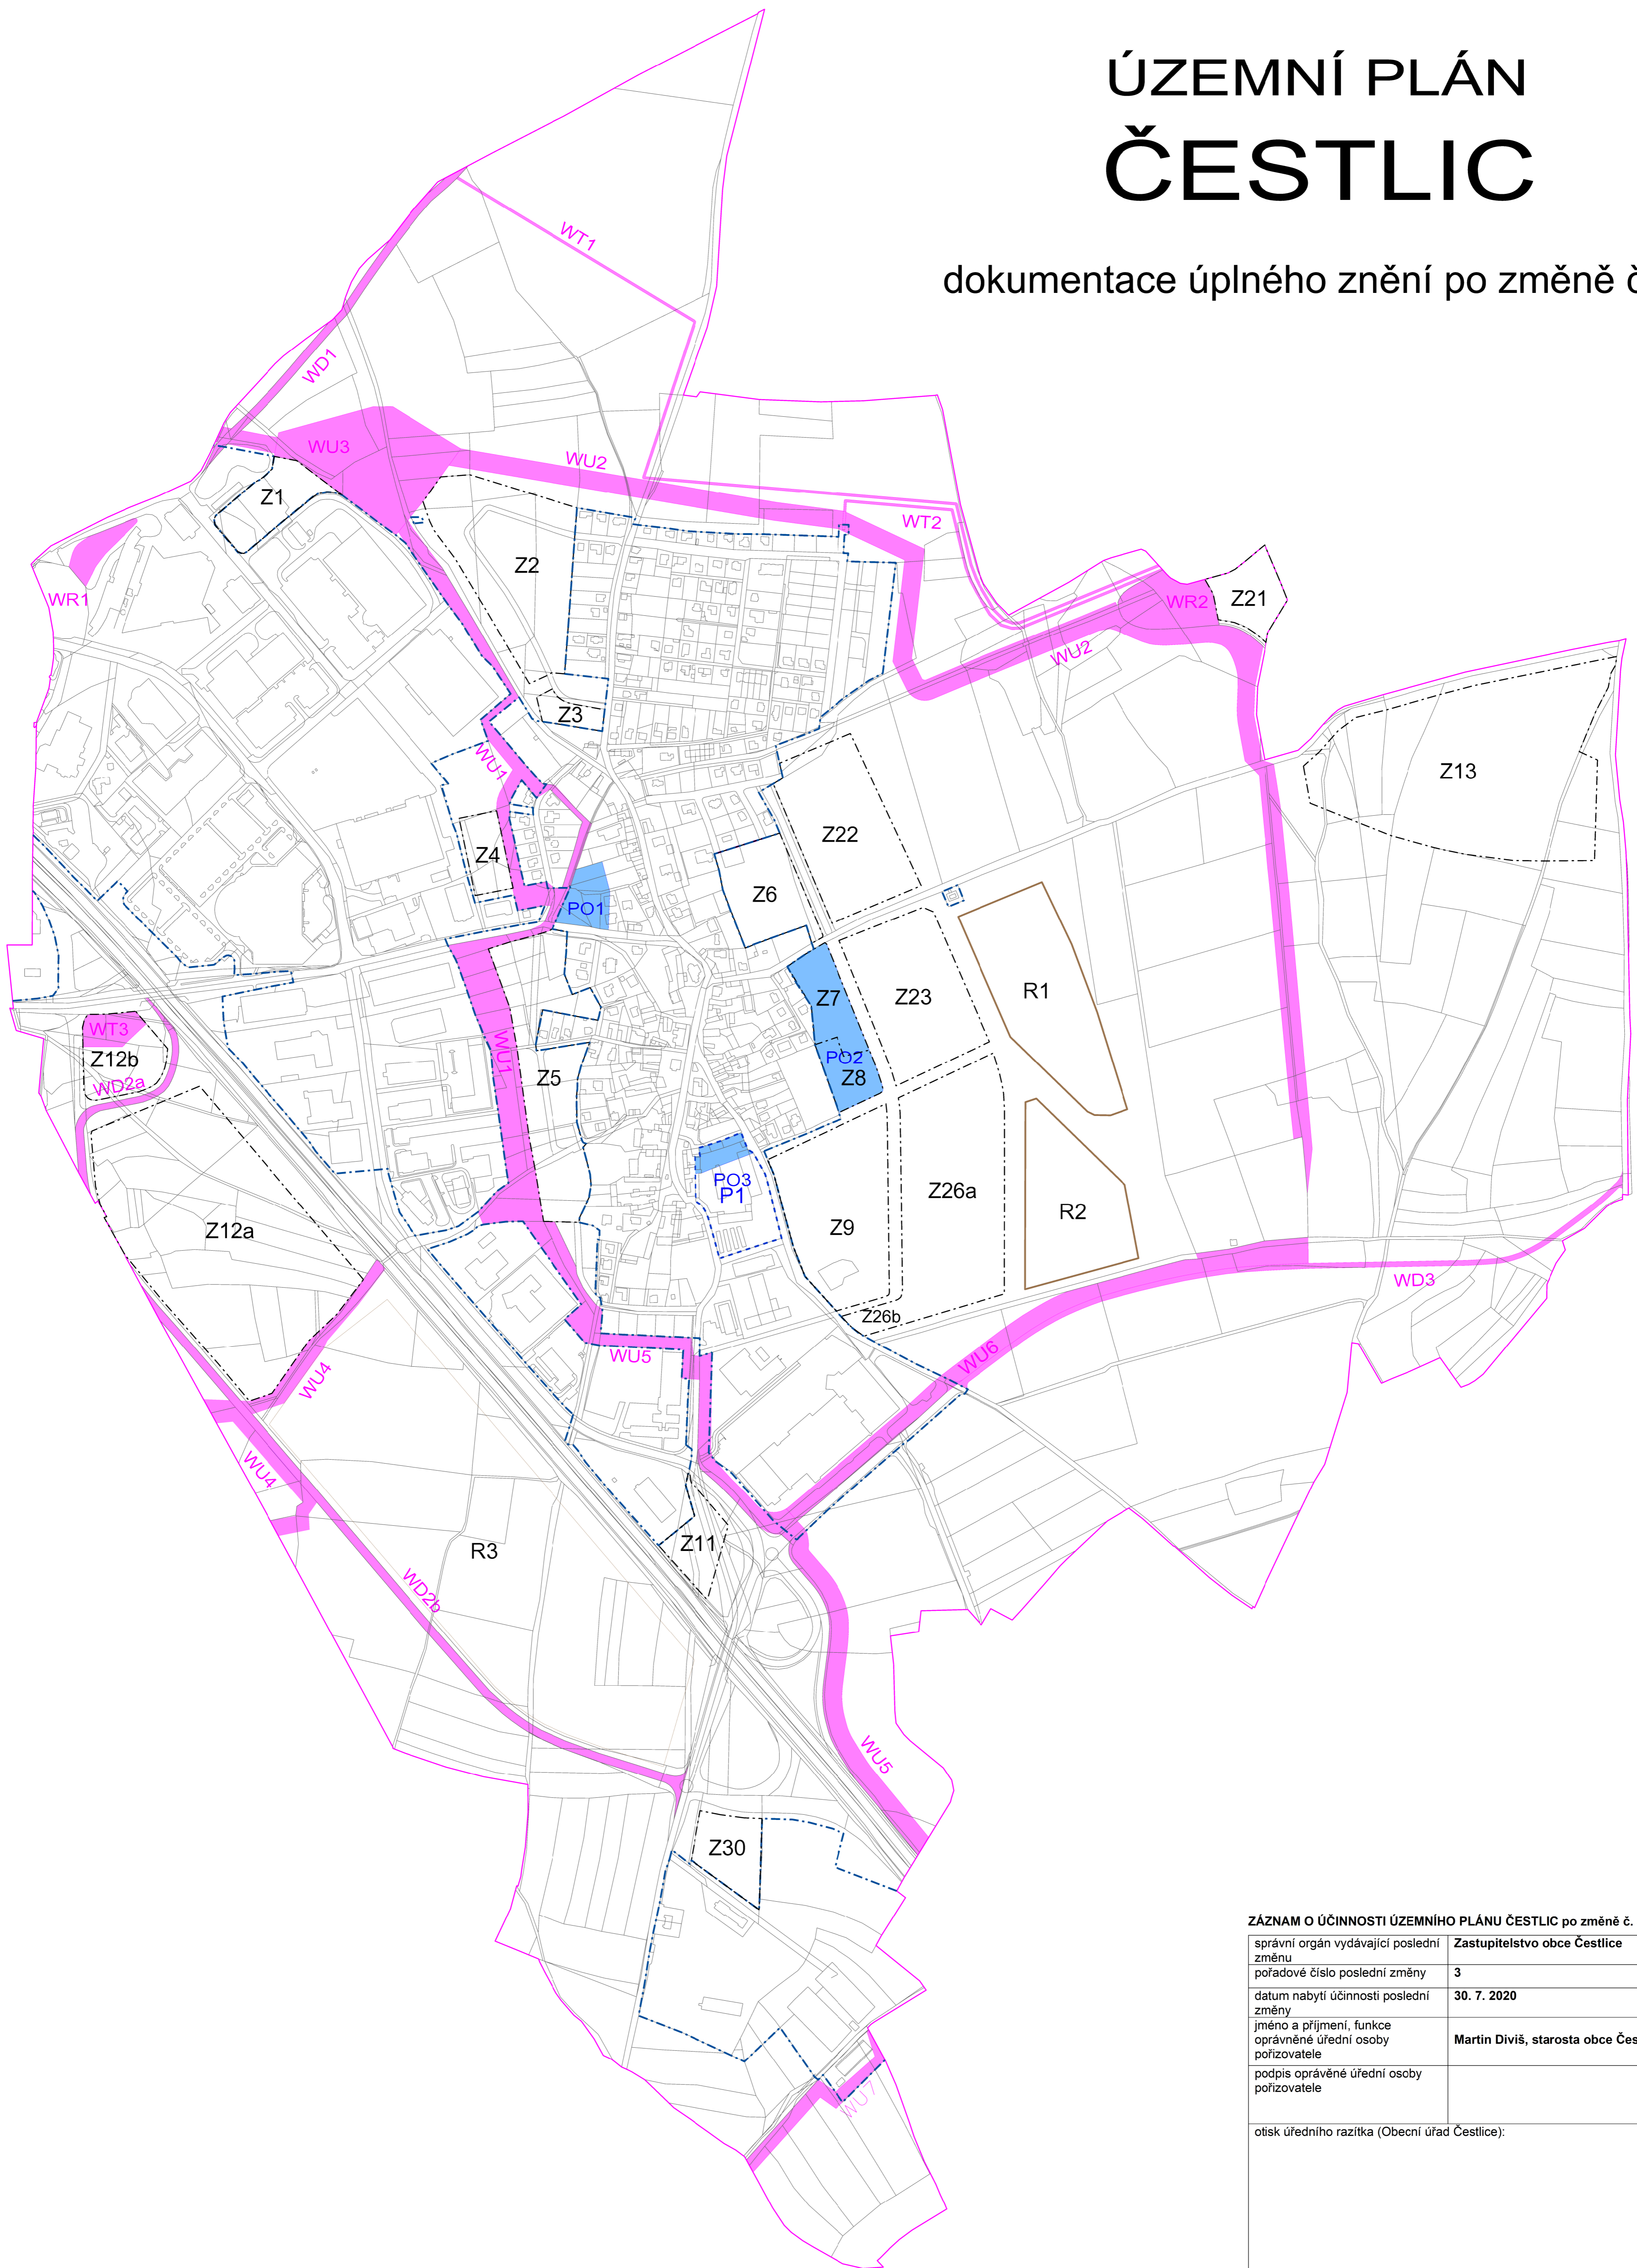 ÚZEMNÍ PLÁN
ČESTLIC
dokumentace úplného znění po změně č
WT1
WD1
WU3
WU2
Z1
WT2
Z2
WR1
WR2
Z21
WU2
Z3
WU1
Z13
Z22
Z4
Z6
PO1
R1
Z7
Z23
WT3
Z12b
WU1
PO2
Z5
Z8
WD2a
PO3
P1
Z26a
R2
Z12a
Z9
WD3
Z26b
WU5
WU6
WU4
WU4
Z11
R3
WD2b
WU5
Z30
WU7
ZÁZNAM O ÚČINNOSTI ÚZEMNÍHO PLÁNU ČESTLIC po změně č.
správní orgán vydávající poslední změnu
Zastupitelstvo obce Čestlice
pořadové číslo poslední změny
3
datum nabytí účinnosti poslední změny
30. 7. 2020
jméno a příjmení, funkce
oprávněné úřední osoby
pořizovatele
Martin Diviš, starosta obce Čes
podpis oprávěné úřední osoby
pořizovatele
otisk úředního razítka (Obecní úřad Čestlice):